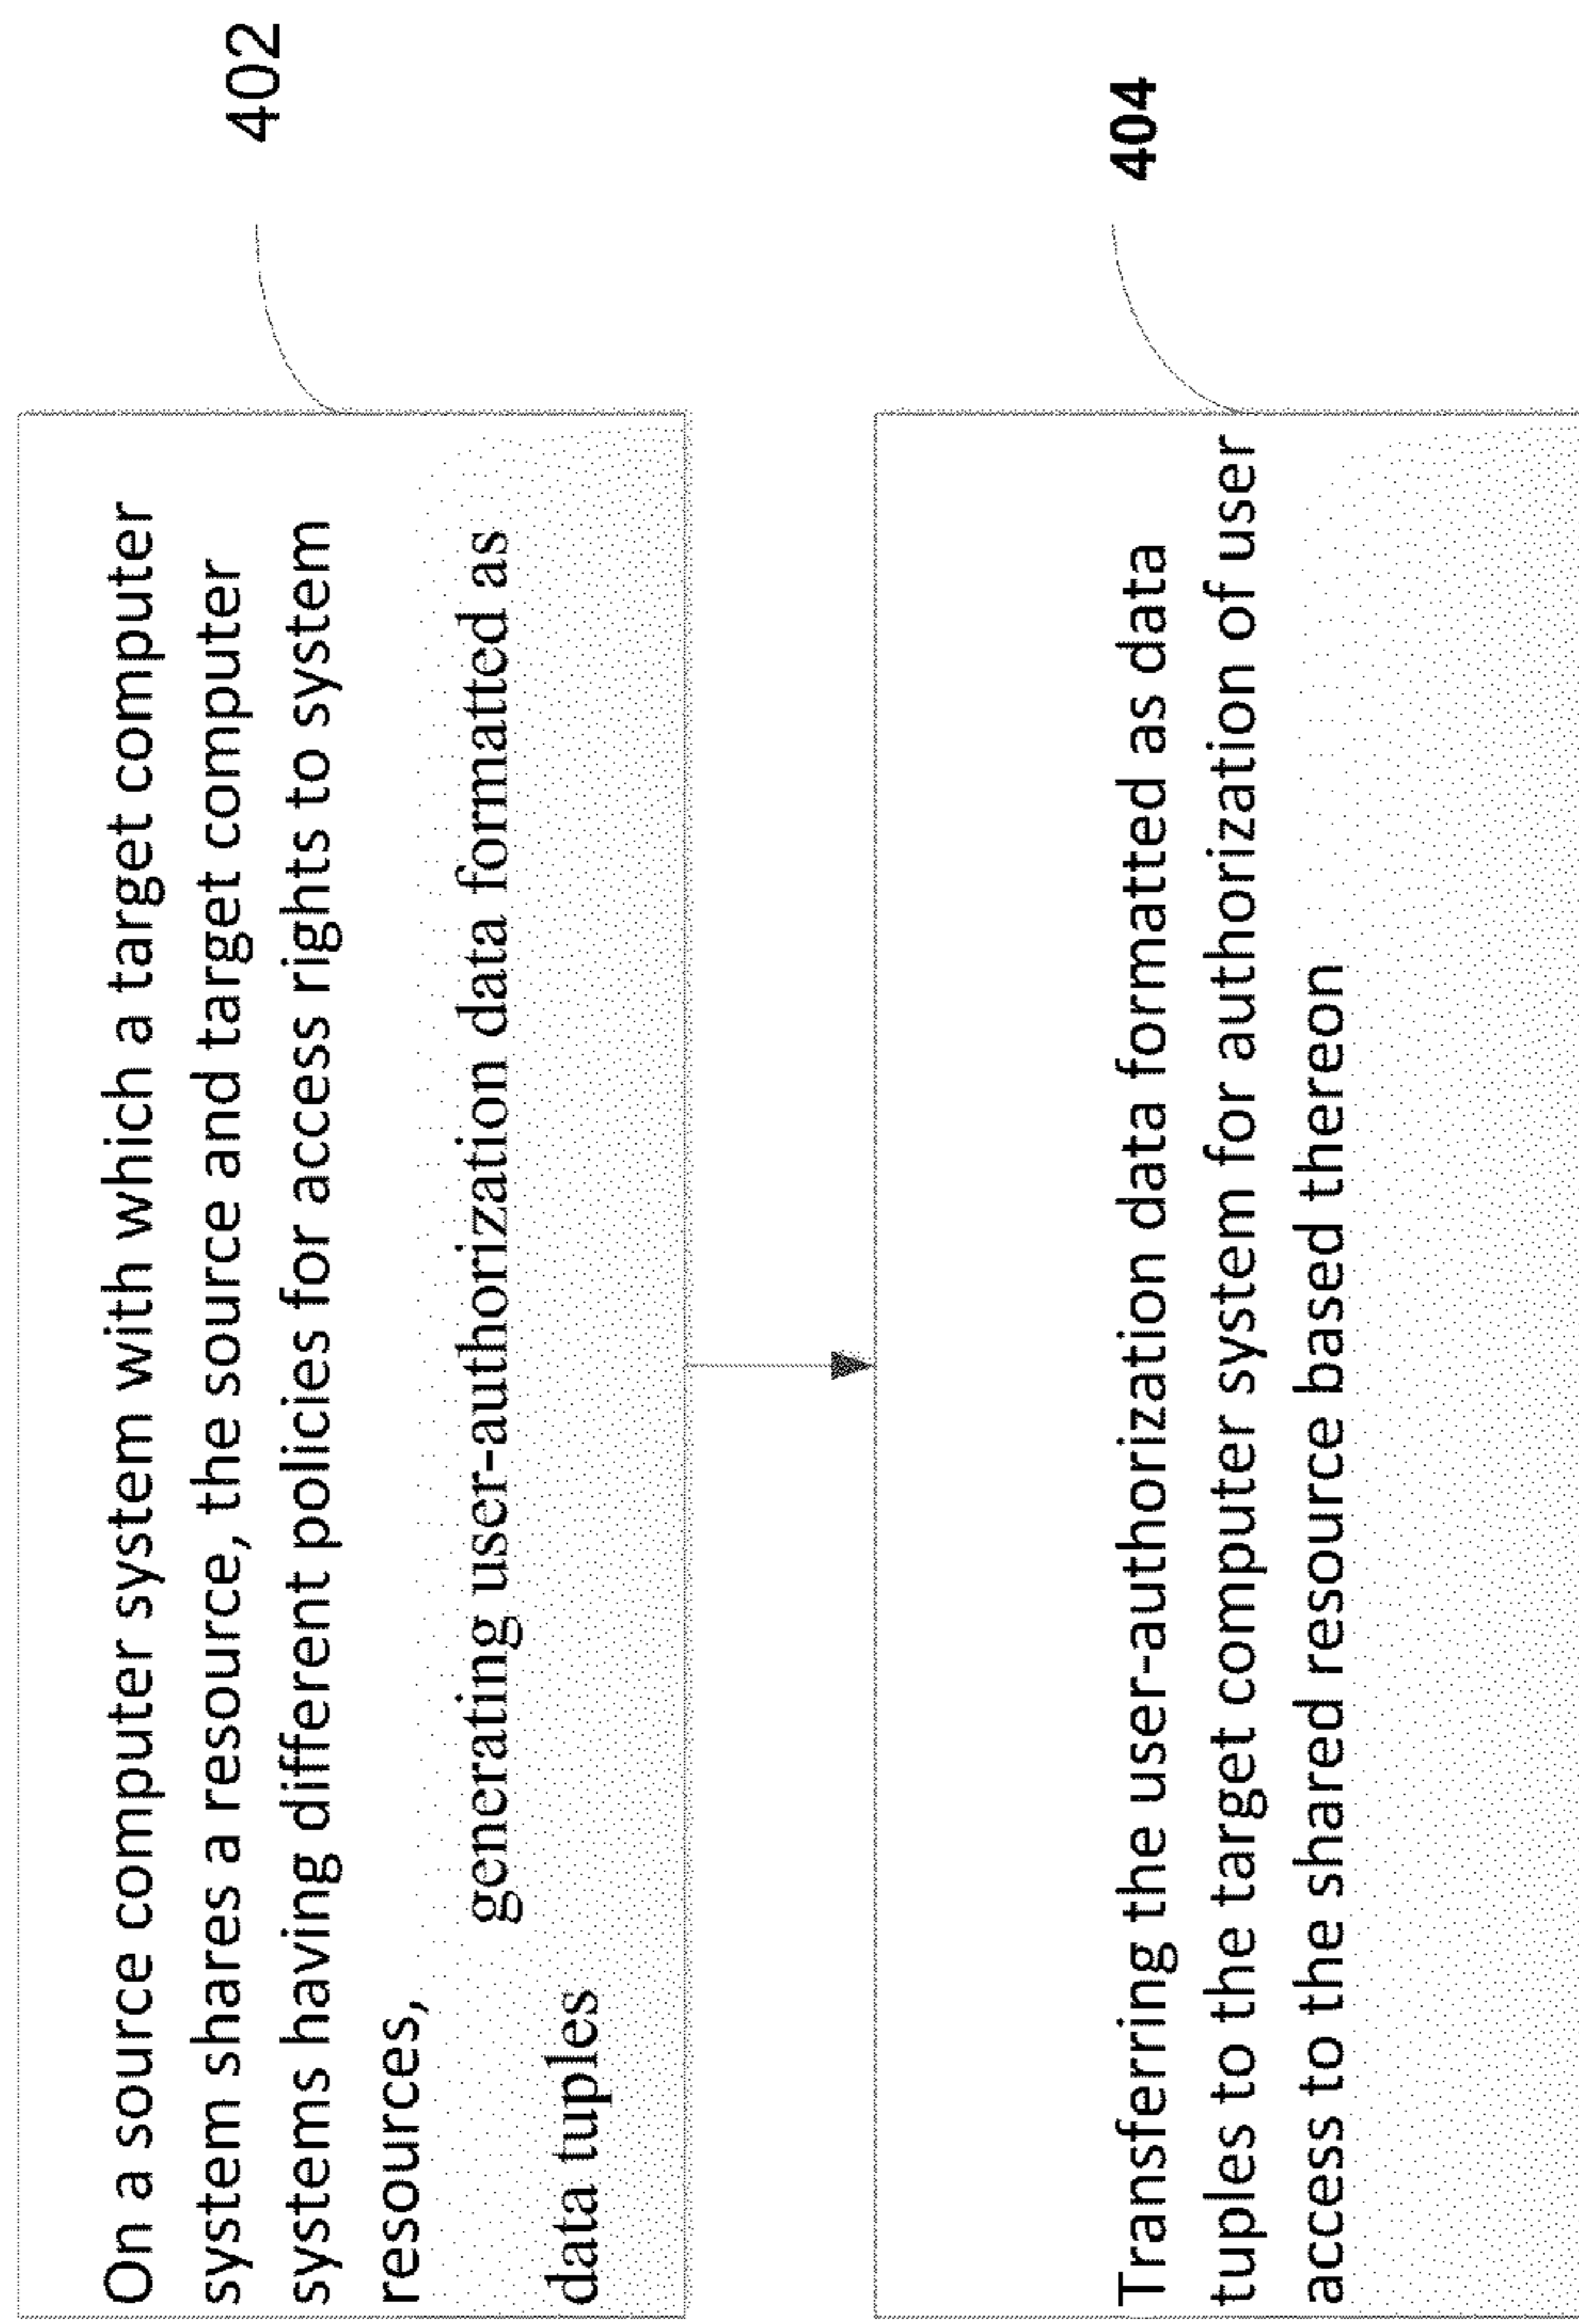 On a source computer system with which a target computer
system shares a resource, the source and target computer
systems having different policies for access rights to system
resources,
generating user-authorization data formatted as
data tuples
402
Transferring the user-authorization data formatted as data
tuples to the target computer system for authorization of user
access to the shared resource based thereon
404